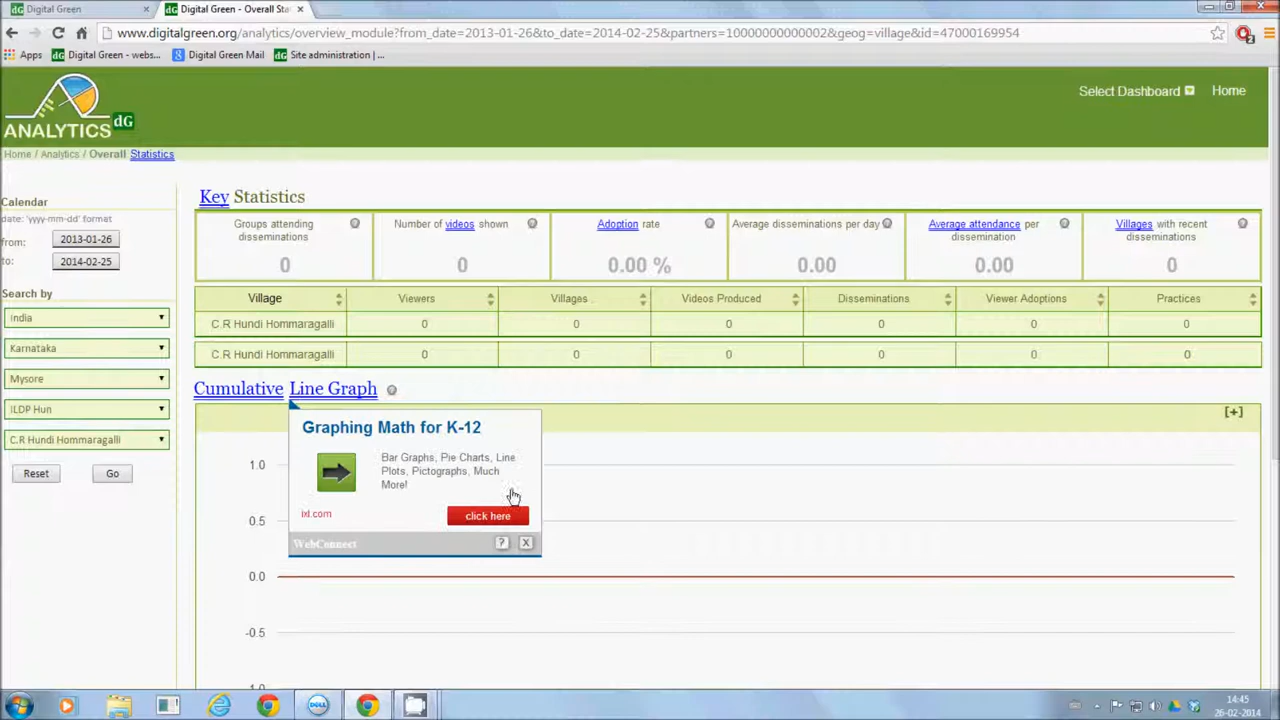 Digital Green
Digital Green - Overall Sta
www.digitalgreen.org/analytics/overview_module?from_date=2013-01-26&to_date=2014-02-25&partners=10000000000002&geog=village&id=47000169954
Apps Digital Green - webs... Digital Green Mail Site administration | ...
ANALYTICS dG
Select Dashboard Home
Home / Analytics / Overall Statistics
Calendar
date: 'yyyy-mm-dd' format
from: 2013-01-26
to: 2014-02-25
Search by
India
Karnataka
Mysore
ILDP Hun
C.R Hundi Hommaragalli
Reset Go
Key Statistics
Groups attending disseminations ?
0
Number of videos shown ?
0
Adoption rate ?
0.00 %
Average disseminations per day ?
0.00
Average attendance per dissemination ?
0.00
Villages with recent disseminations ?
0
Village Viewers Villages Videos Produced Disseminations Viewer Adoptions Practices
C.R Hundi Hommaragalli 0 0 0 0 0 0
C.R Hundi Hommaragalli 0 0 0 0 0 0
Cumulative Line Graph ?
[+]
Graphing Math for K-12
Bar Graphs, Pie Charts, Line
Plots, Pictographs, Much
More!
ixl.com click here
WebConnect ? X
1.0
0.5
0.0
-0.5
-1.0
DELL
14:45
26-02-2014